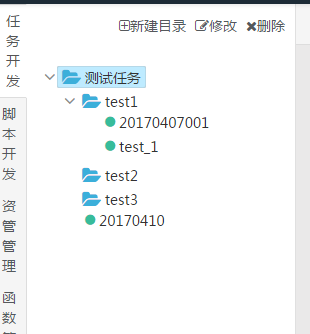 任务开发
脚本开发
资管管理
函数
新建目录 修改 删除
测试任务
test1
20170407001
test_1
test2
test3
20170410